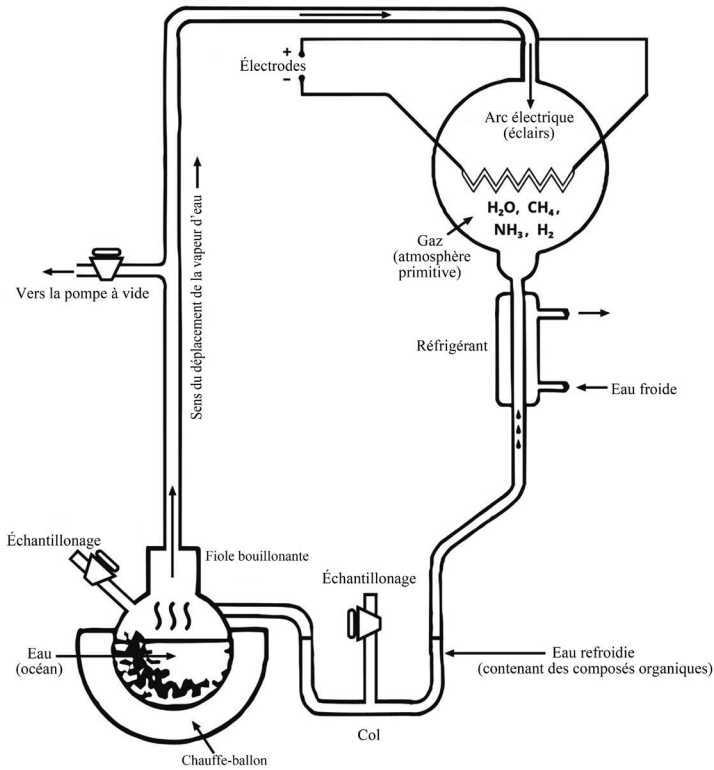 +
Électrodes
−
Arc électrique
(éclairs)
H₂O, CH₄,
NH₃, H₂
Gaz
(atmosphère
primitive)
Sens du déplacement de la vapeur d’eau
Vers la pompe à vide
Réfrigérant
Eau froide
Échantillonage
Fiole bouillonante
Échantillonage
Eau
(océan)
Eau refroidie
(contenant des composés organiques)
Col
Chauffe-ballon